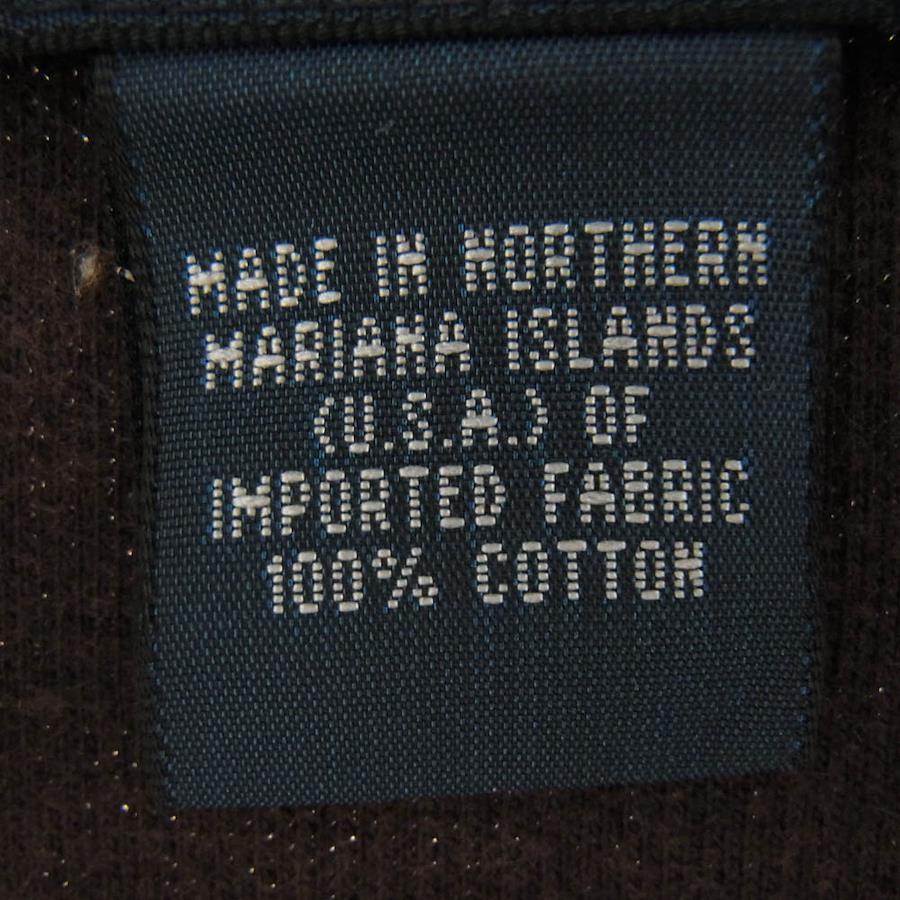 MADE IN NORTHERN
MARIANA ISLANDS
(U.S.A.) OF
IMPORTED FABRIC
100% COTTON